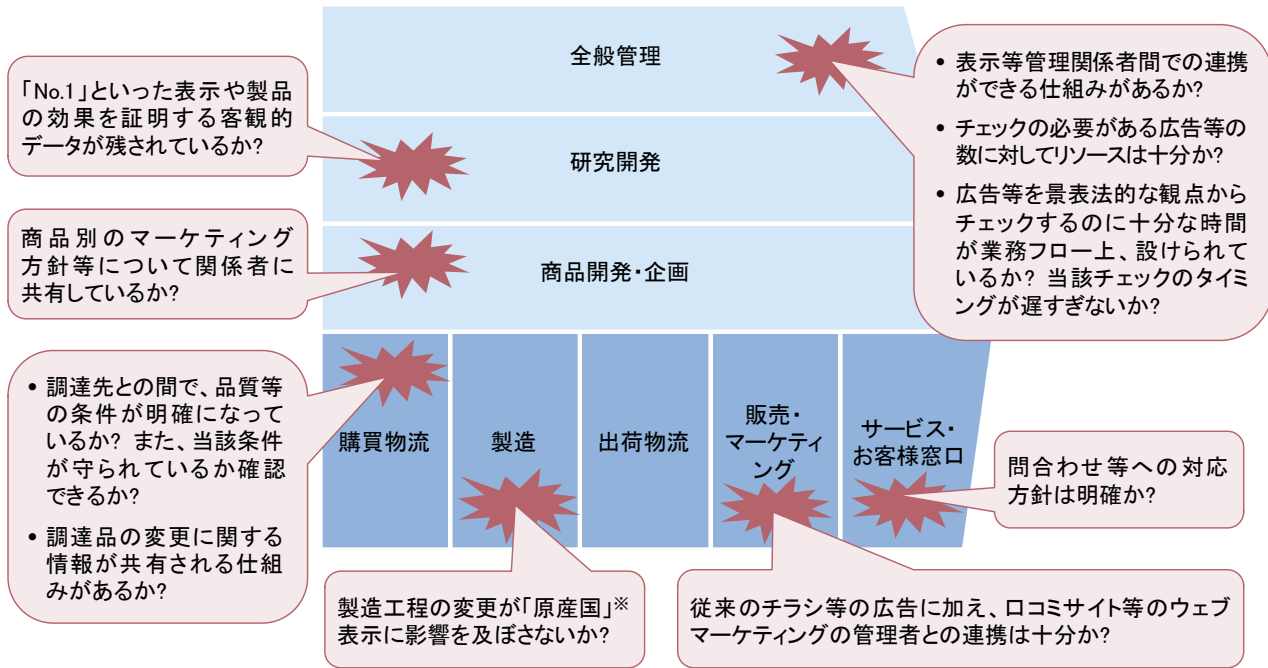 全般管理
「No.1」といった表示や製品
の効果を証明する客観的
データが残されているか?
研究開発
• 表示等管理関係者間での連携
ができる仕組みがあるか?
• チェックの必要がある広告等の
数に対してリソースは十分か?
• 広告等を景表法的な観点から
チェックするのに十分な時間
が業務フロー上、設けられて
いるか? 当該チェックのタイミ
ングが遅すぎないか?
商品別のマーケティング
方針等について関係者に
共有しているか?
商品開発・企画
• 調達先との間で、品質等
の条件が明確になって
いるか? また、当該条件
が守られているか確認
できるか?
• 調達品の変更に関する
情報が共有される仕組
みがあるか?
購買物流
製造
出荷物流
販売・
マーケティ
ング
サービス・
お客様窓口
問合わせ等への対応
方針は明確か?
製造工程の変更が「原産国」※
表示に影響を及ぼさないか?
従来のチラシ等の広告に加え、口コミサイト等のウェブ
マーケティングの管理者との連携は十分か?